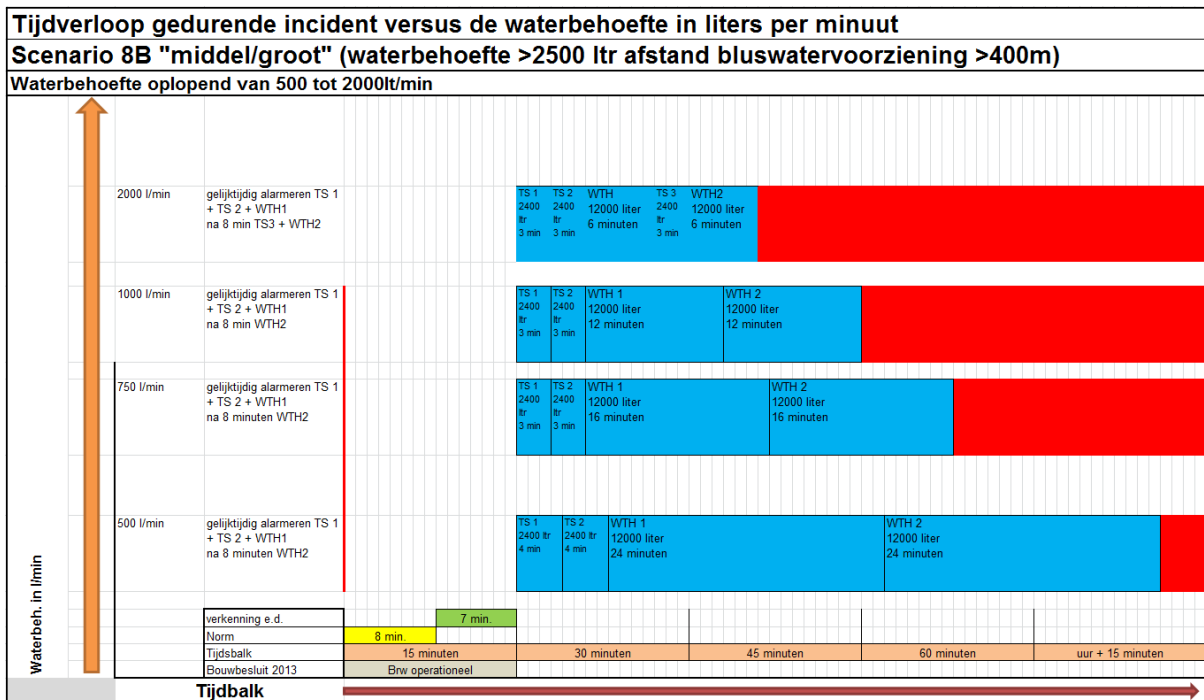 Tijdverloop gedurende incident versus de waterbehoefte in liters per minuut
Scenario 8B "middel/groot" (waterbehoefte >2500 ltr afstand bluswatervoorziening >400m)
Waterbehoefte oplopend van 500 tot 2000lt/min
2000 l/min
gelijktijdig alarmeren TS 1
+ TS 2 + WTH1
na 8 min TS3 + WTH2
TS 1
2400
ltr
3 min
TS 2
2400
ltr
3 min
WTH
12000 liter
6 minuten
TS 3
2400
ltr
3 min
WTH2
12000 liter
6 minuten
1000 l/min
gelijktijdig alarmeren TS 1
+ TS 2 + WTH1
na 8 min WTH2
TS 1
2400
ltr
3 min
TS 2
2400
ltr
3 min
WTH 1
12000 liter
12 minuten
WTH 2
12000 liter
12 minuten
750 l/min
gelijktijdig alarmeren TS 1
+ TS 2 + WTH1
na 8 minuten WTH2
TS 1
2400
ltr
3 min
TS 2
2400
ltr
3 min
WTH 1
12000 liter
16 minuten
WTH 2
12000 liter
16 minuten
500 l/min
gelijktijdig alarmeren TS 1
+ TS 2 + WTH1
na 8 minuten WTH2
TS 1
2400 ltr
4 min
TS 2
2400 ltr
4 min
WTH 1
12000 liter
24 minuten
WTH 2
12000 liter
24 minuten
Waterbeh. in l/min
verkenning e.d.
7 min.
Norm
8 min.
Tijdsbalk
15 minuten
30 minuten
45 minuten
60 minuten
uur + 15 minuten
Bouwbesluit 2013
Brw operationeel
Tijdbalk